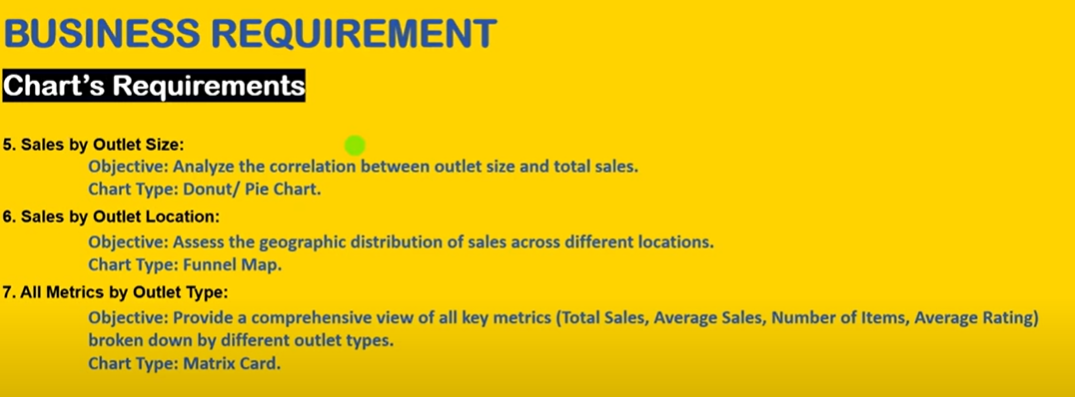 BUSINESS REQUIREMENT
Chart's Requirements
5. Sales by Outlet Size:
Objective: Analyze the correlation between outlet size and total sales.
Chart Type: Donut/ Pie Chart.
6. Sales by Outlet Location:
Objective: Assess the geographic distribution of sales across different locations.
Chart Type: Funnel Map.
7. All Metrics by Outlet Type:
Objective: Provide a comprehensive view of all key metrics (Total Sales, Average Sales, Number of Items, Average Rating)
broken down by different outlet types.
Chart Type: Matrix Card.